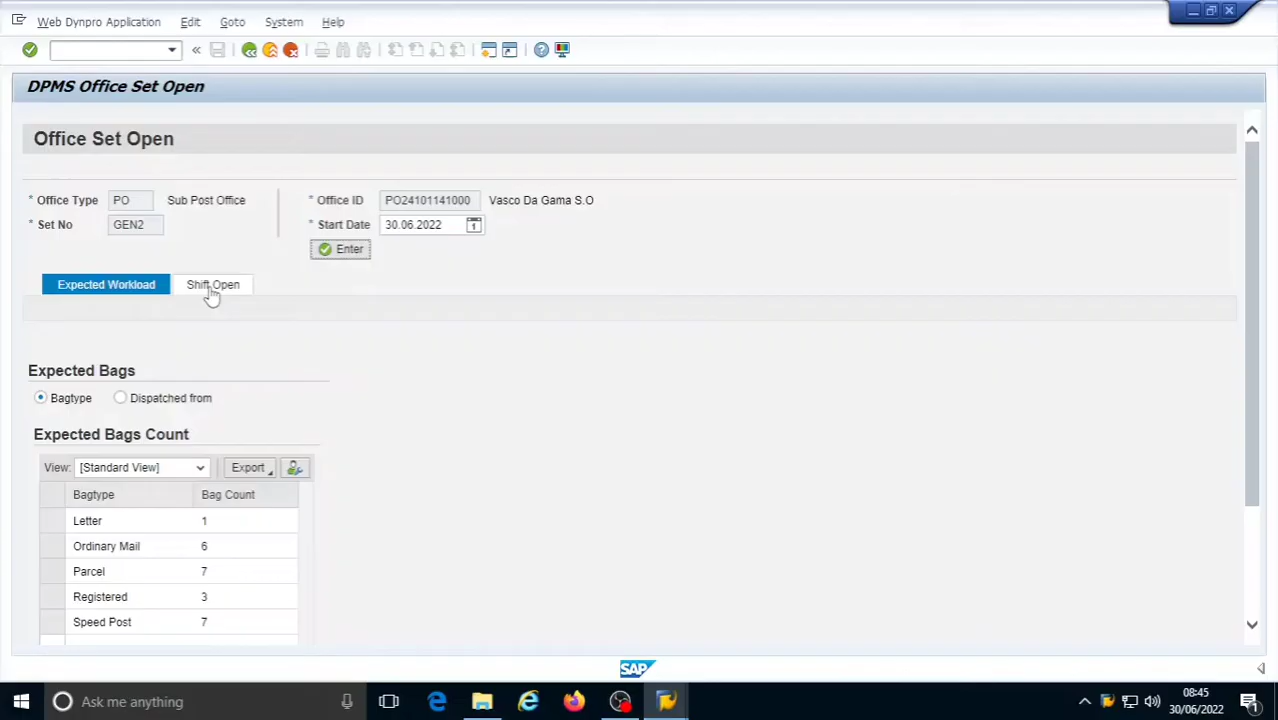 Web Dynpro Application Edit Goto System Help
DPMS Office Set Open
Office Set Open
* Office Type PO Sub Post Office * Office ID PO24101141000 Vasco Da Gama S.O
* Set No GEN2 * Start Date 30.06.2022
Enter
Expected Workload Shift Open
Expected Bags
Bagtype Dispatched from
Expected Bags Count
View: [Standard View] Export
Bagtype Bag Count
Letter 1
Ordinary Mail 6
Parcel 7
Registered 3
Speed Post 7
SAP
Ask me anything 08:45
30/06/2022